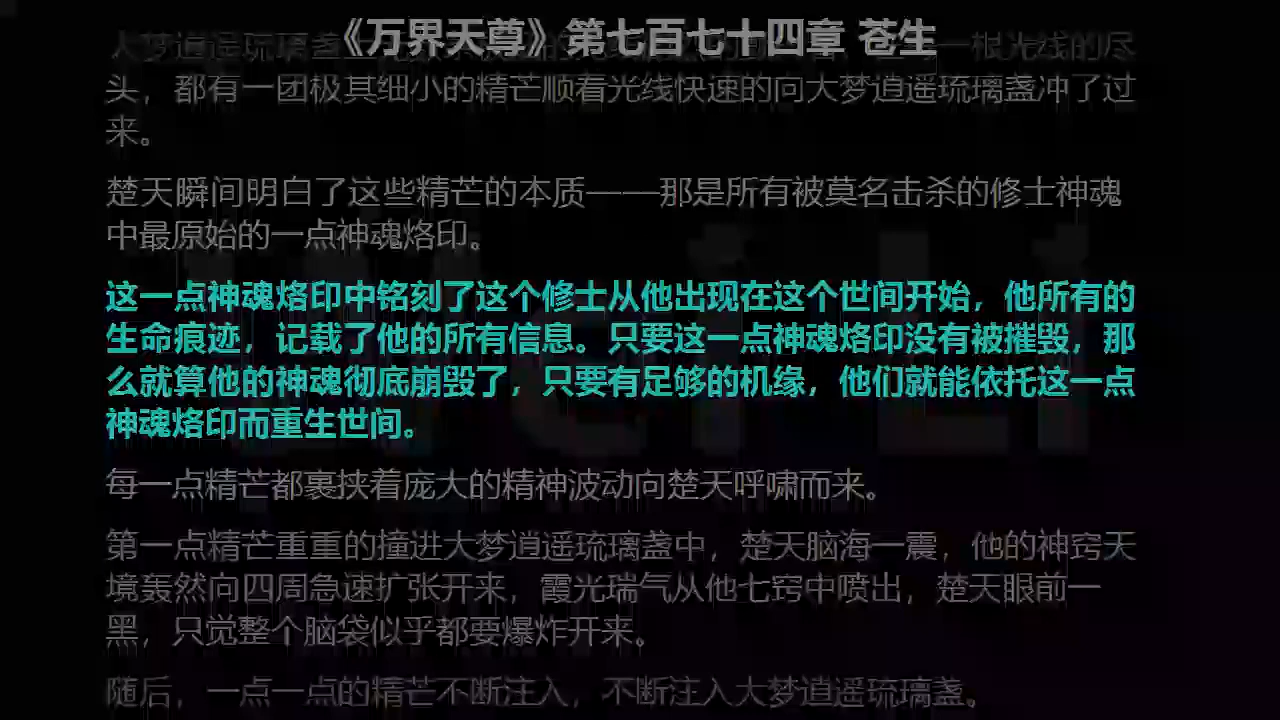 《万界天尊》第七百七十四章 苍生
大梦逍遥琉璃盏 一根光线的尽
头，都有一团极其细小的精芒顺着光线快速的向大梦逍遥琉璃盏冲了过
来。
楚天瞬间明白了这些精芒的本质——那是所有被莫名击杀的修士神魂
中最原始的一点神魂烙印。
这一点神魂烙印中铭刻了这个修士从他出现在这个世间开始，他所有的
生命痕迹，记载了他的所有信息。只要这一点神魂烙印没有被摧毁，那
么就算他的神魂彻底崩毁了，只要有足够的机缘，他们就能依托这一点
神魂烙印而重生世间。
每一点精芒都裹挟着庞大的精神波动向楚天呼啸而来。
第一点精芒重重的撞进大梦逍遥琉璃盏中，楚天脑海一震，他的神窍天
境轰然向四周急速扩张开来，霞光瑞气从他七窍中喷出，楚天眼前一
黑，只觉整个脑袋似乎都要爆炸开来。
随后，一点一点的精芒不断注入，不断注入大梦逍遥琉璃盏。